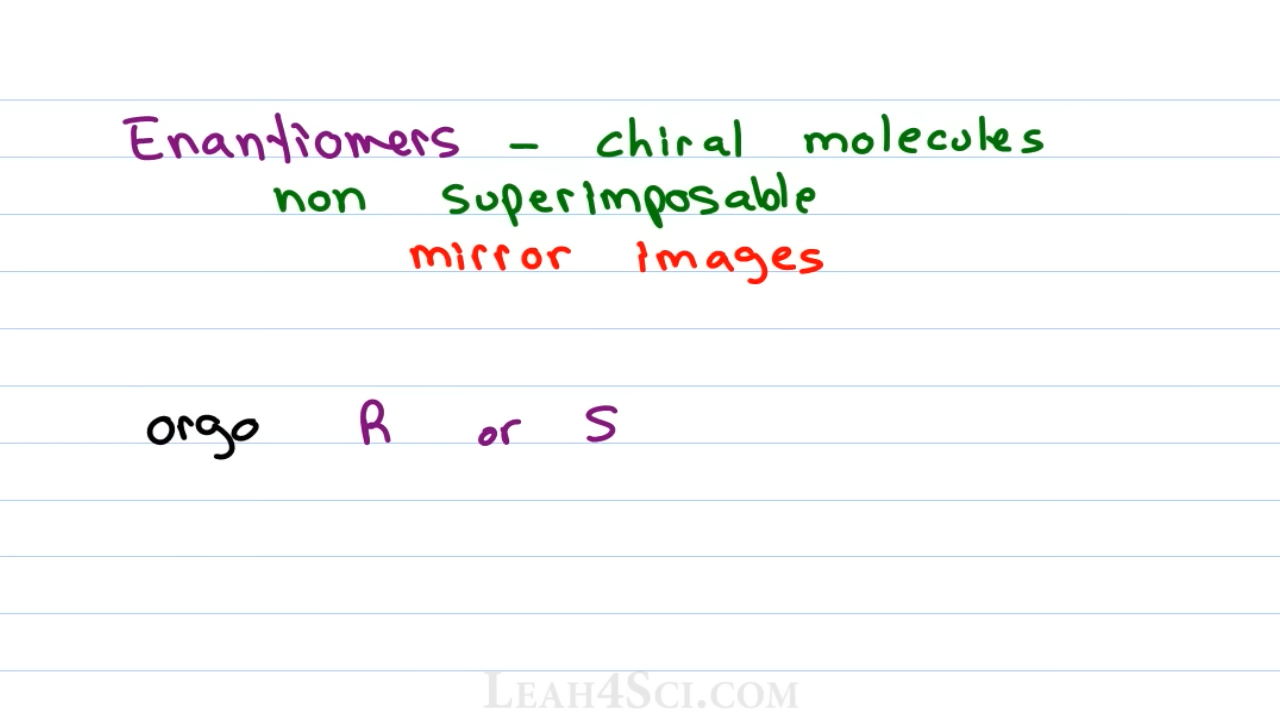 Enantiomers - chiral molecules
non superimposable
mirror images
orgo R or S
LEAH4SCI.COM